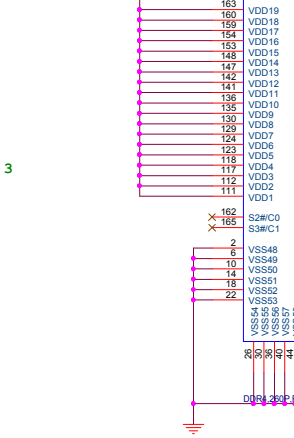 163 VDD19
160 VDD18
159 VDD17
154 VDD16
153 VDD15
148 VDD14
147 VDD13
142 VDD12
141 VDD11
136 VDD10
135 VDD9
130 VDD8
129 VDD7
124 VDD6
123 VDD5
3
118 VDD4
117 VDD3
112 VDD2
111 VDD1
162 S2#/C0
165 S3#/C1
2 VSS48
6 VSS49
10 VSS50
14 VSS51
18 VSS52
22 VSS53
VSS54
VSS55
VSS56
VSS57
26
30
36
40
44